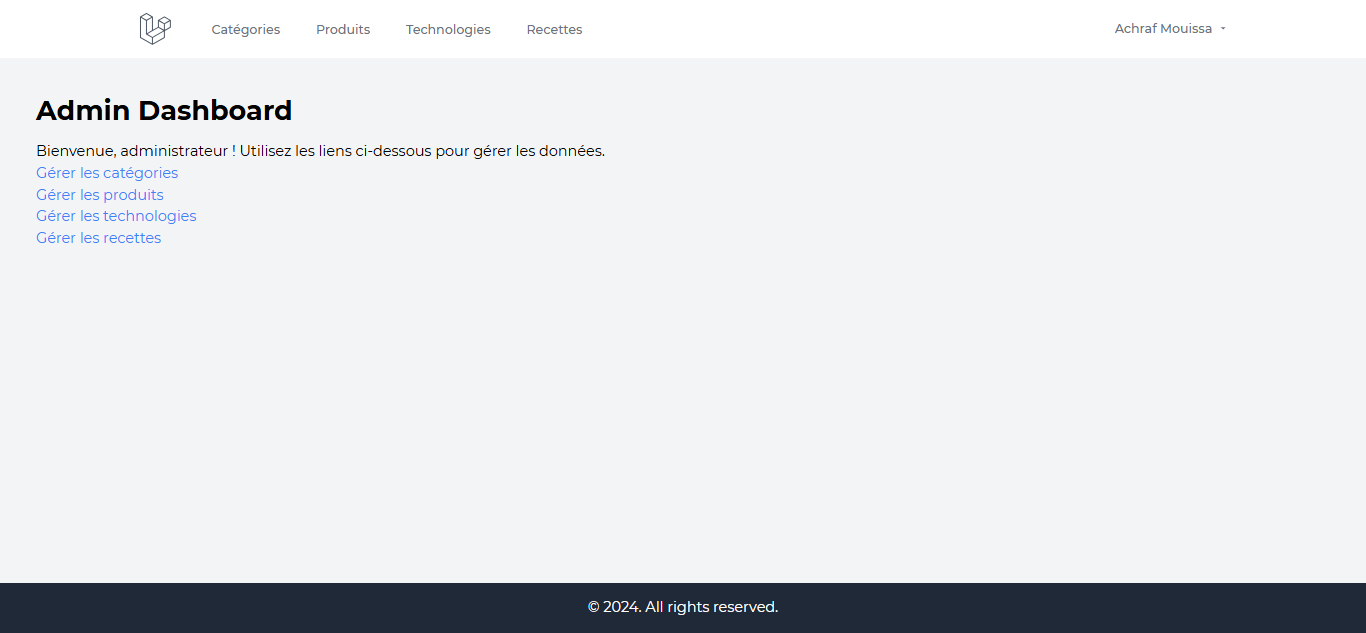 Catégories Produits Technologies Recettes Achraf Mouissa
Admin Dashboard
Bienvenue, administrateur ! Utilisez les liens ci-dessous pour gérer les données.
Gérer les catégories
Gérer les produits
Gérer les technologies
Gérer les recettes
© 2024. All rights reserved.